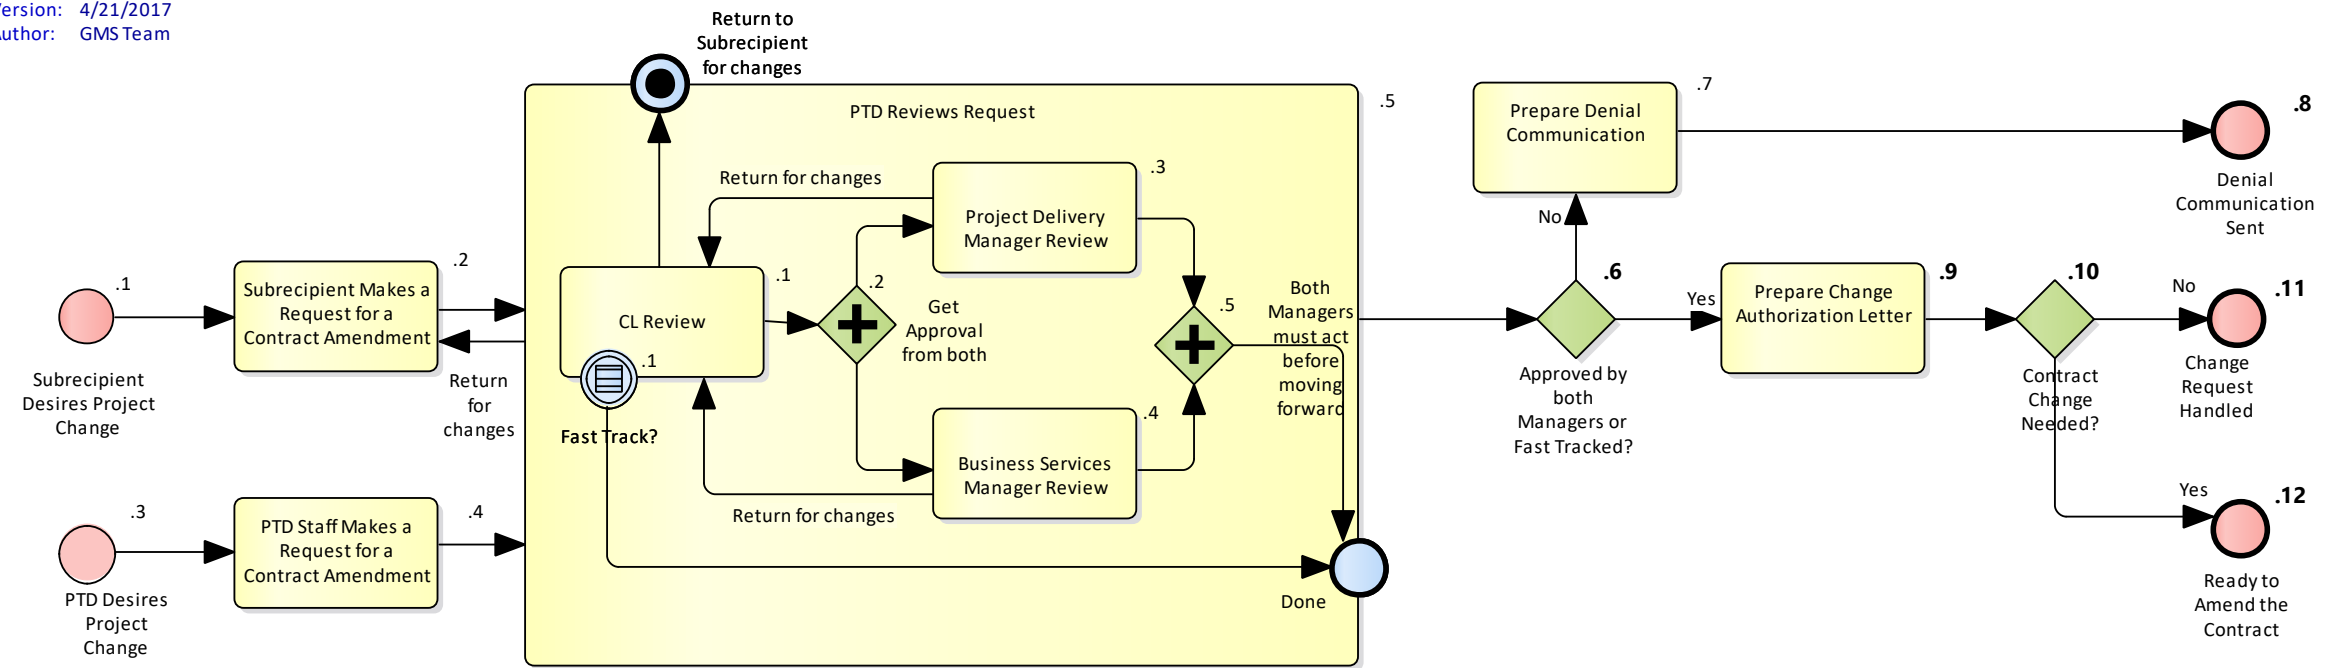 Version: 4/21/2017
Author: GMS Team
Return to
Subrecipient
for changes
PTD Reviews Request
.5
.1
Subrecipient
Desires Project
Change
.2
Subrecipient Makes a
Request for a
Contract Amendment
Return
for
changes
.3
PTD Desires
Project
Change
.4
PTD Staff Makes a
Request for a
Contract Amendment
CL Review
.1
.1
Fast Track?
Return for changes
.2
Get
Approval
from both
.3
Project Delivery
Manager Review
.4
Business Services
Manager Review
Return for changes
.5
Both
Managers
must act
before
moving
forward
Done
.6
Approved by
both
Managers or
Fast Tracked?
No
.7
Prepare Denial
Communication
.8
Denial
Communication
Sent
Yes
.9
Prepare Change
Authorization Letter
.10
Contract
Change
Needed?
No
.11
Change
Request
Handled
Yes
.12
Ready to
Amend the
Contract